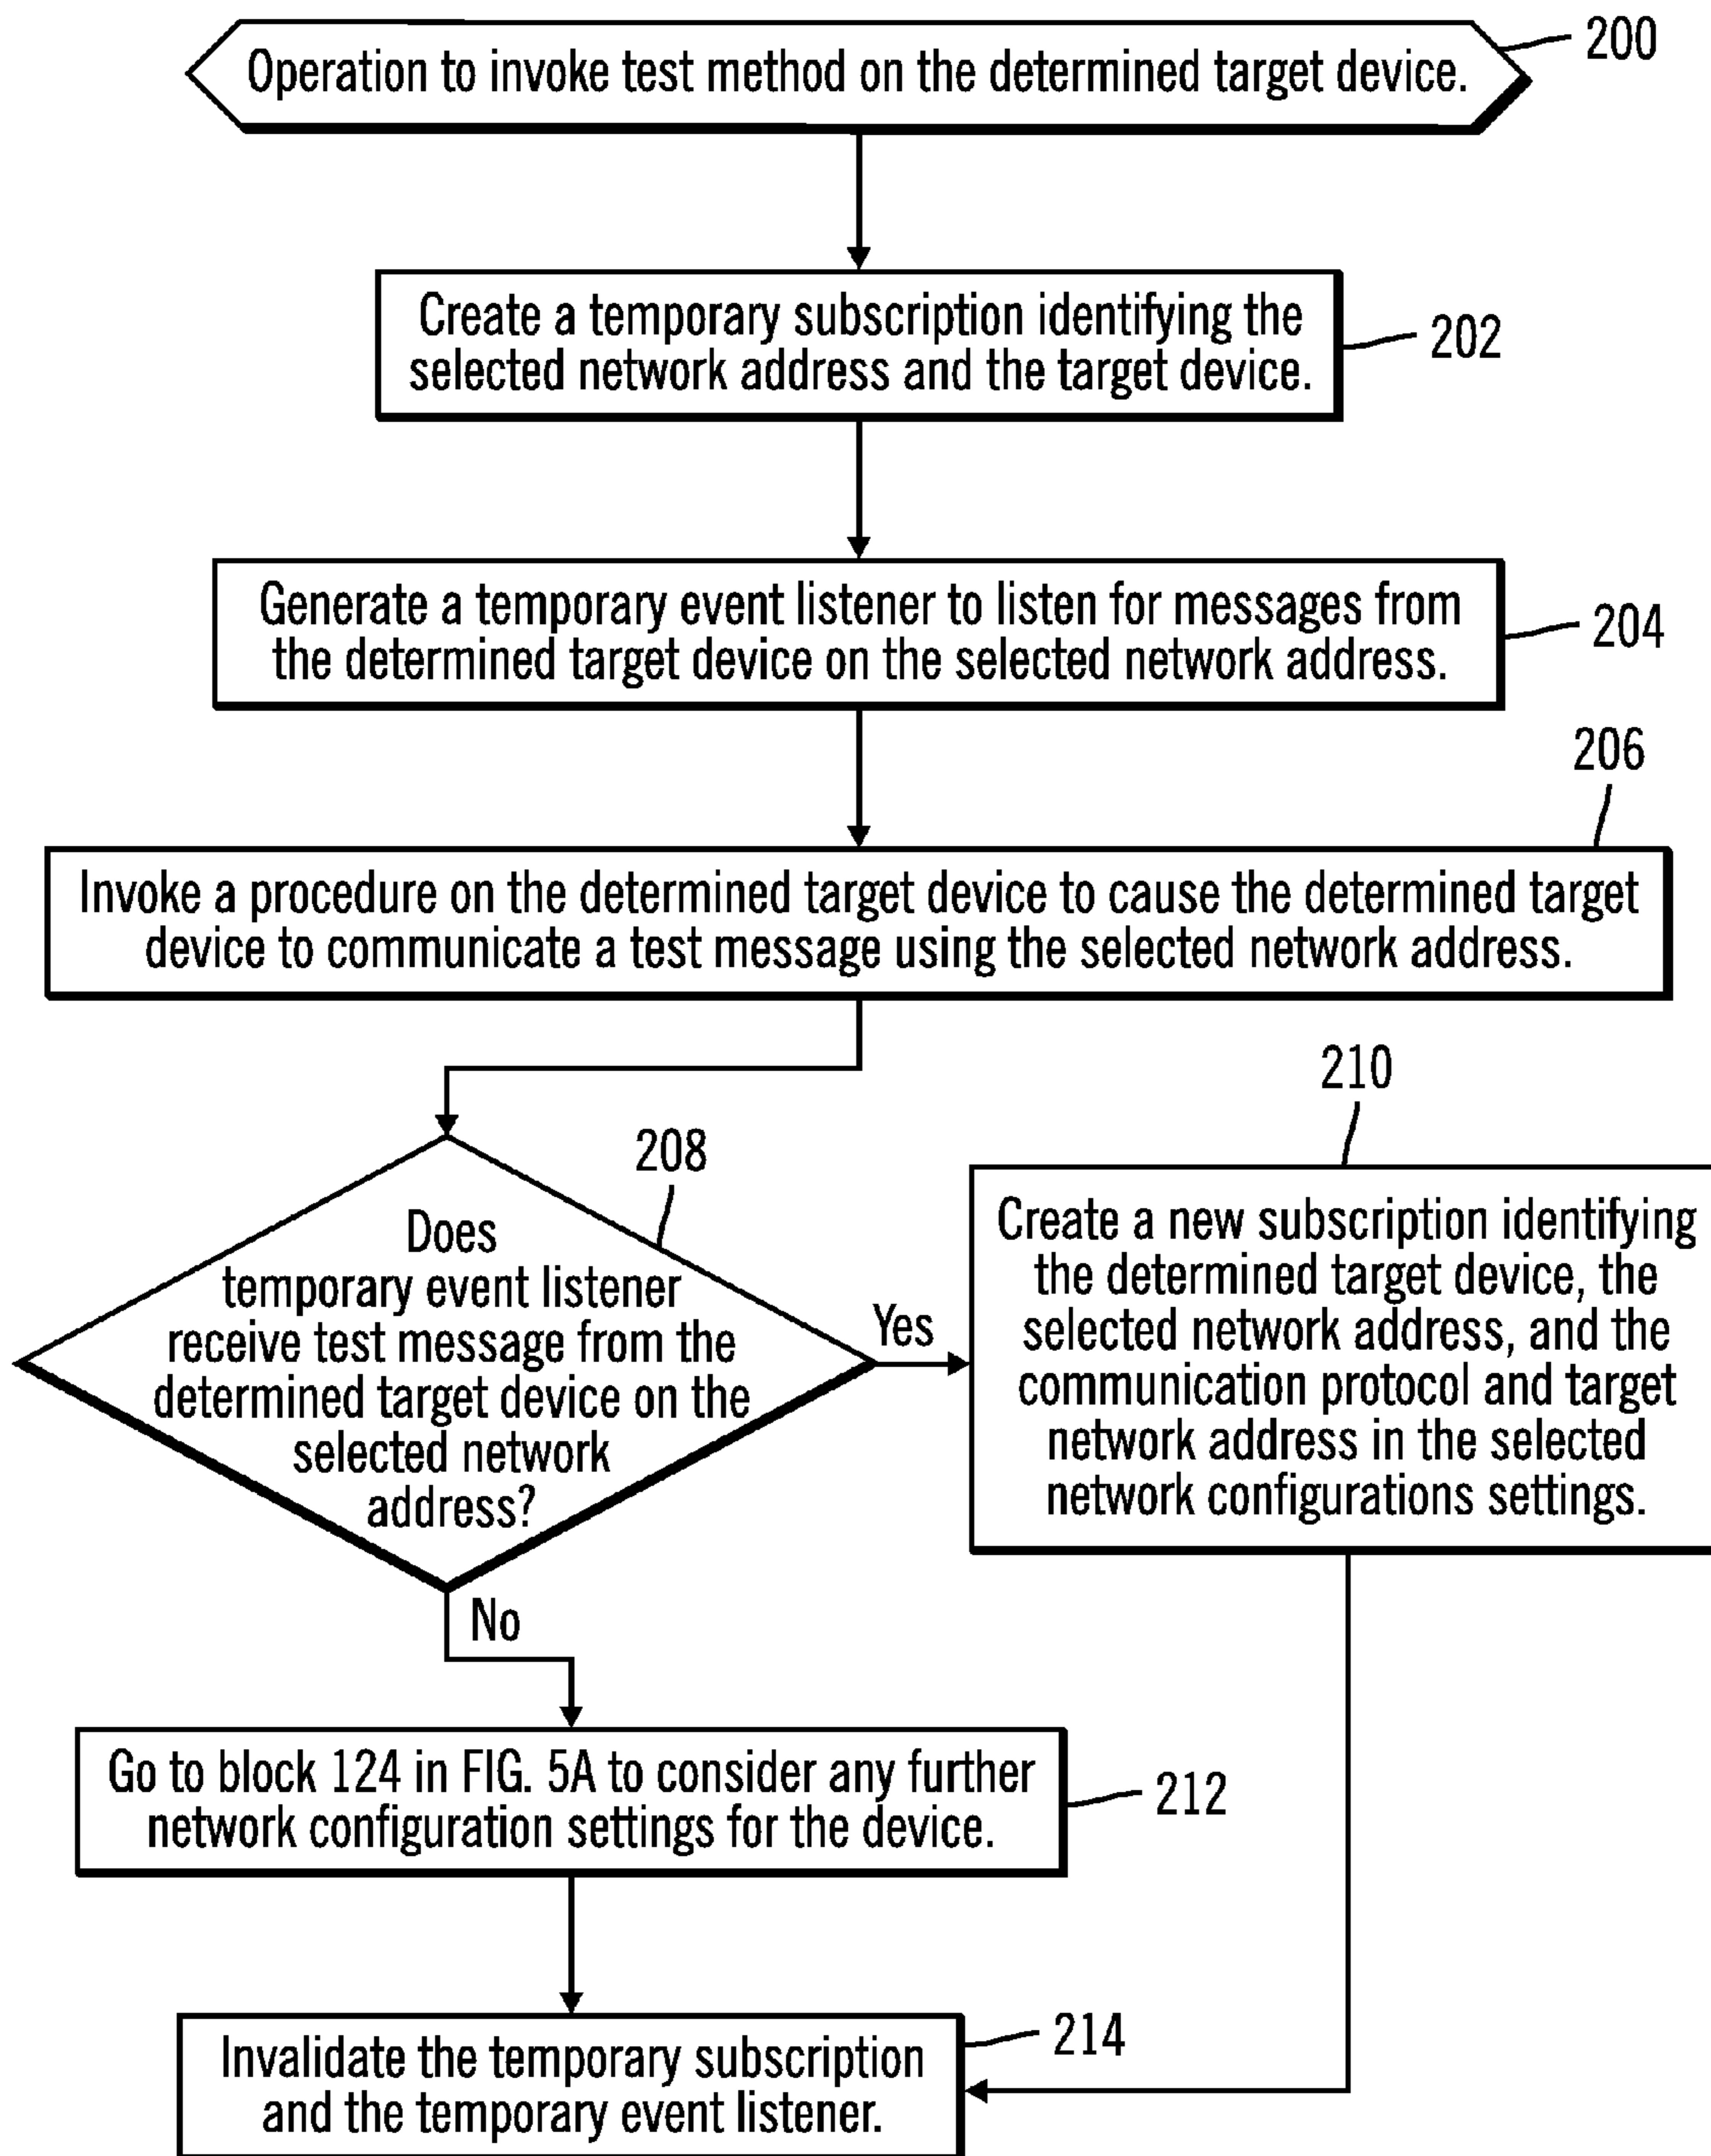 Operation to invoke test method on the determined target device.
200
Create a temporary subscription identifying the
selected network address and the target device.
202
Generate a temporary event listener to listen for messages from
the determined target device on the selected network address.
204
206
Invoke a procedure on the determined target device to cause the determined target
device to communicate a test message using the selected network address.
208
Does
temporary event listener
receive test message from the
determined target device on the
selected network
address?
Yes
210
Create a new subscription identifying
the determined target device, the
selected network address, and the
communication protocol and target
network address in the selected
network configurations settings.
No
Go to block 124 in FIG. 5A to consider any further
network configuration settings for the device.
212
Invalidate the temporary subscription
and the temporary event listener.
214